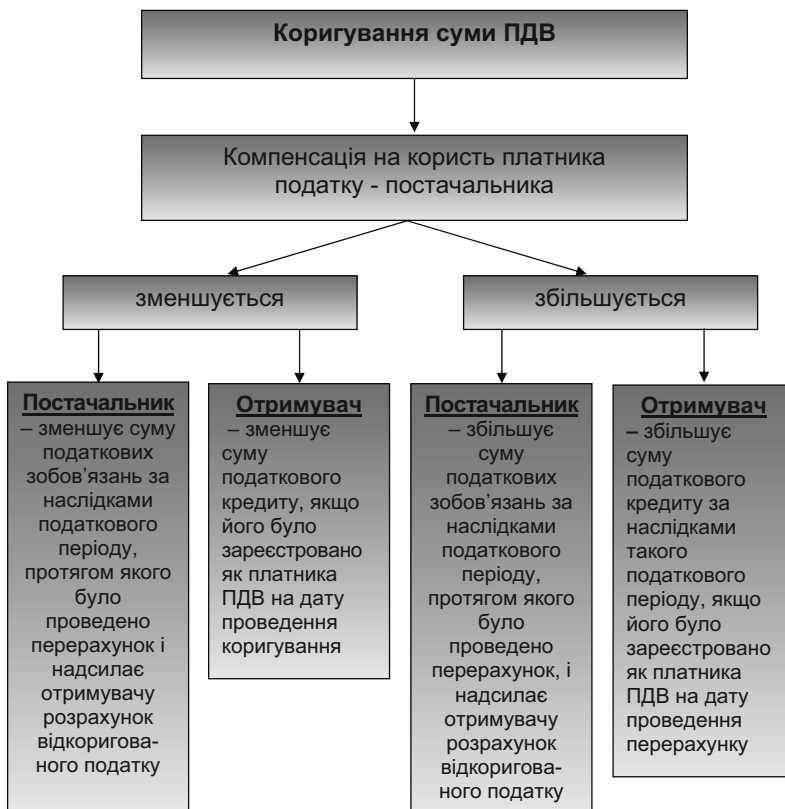 Коригування суми ПДВ
Компенсація на користь платника
податку - постачальника
зменшується
збільшується
Постачальник
– зменшує суму
податкових
зобов’язань за
наслідками
податкового
періоду,
протягом якого
було
проведено
перерахунок і
надсилає
отримувачу
розрахунок
відкоригова-
ного податку
Отримувач
– зменшує
суму
податкового
кредиту, якщо
його було
зареєстровано
як платника
ПДВ на дату
проведення
коригування
Постачальник
– збільшує
суму
податкових
зобов’язань за
наслідками
податкового
періоду,
протягом якого
було
проведено
перерахунок, і
надсилає
отримувачу
розрахунок
відкоригова-
ного податку
Отримувач
– збільшує
суму
податкового
кредиту за
наслідками
такого
податкового
періоду, якщо
його було
зареєстровано
як платника
ПДВ на дату
проведення
перерахунку